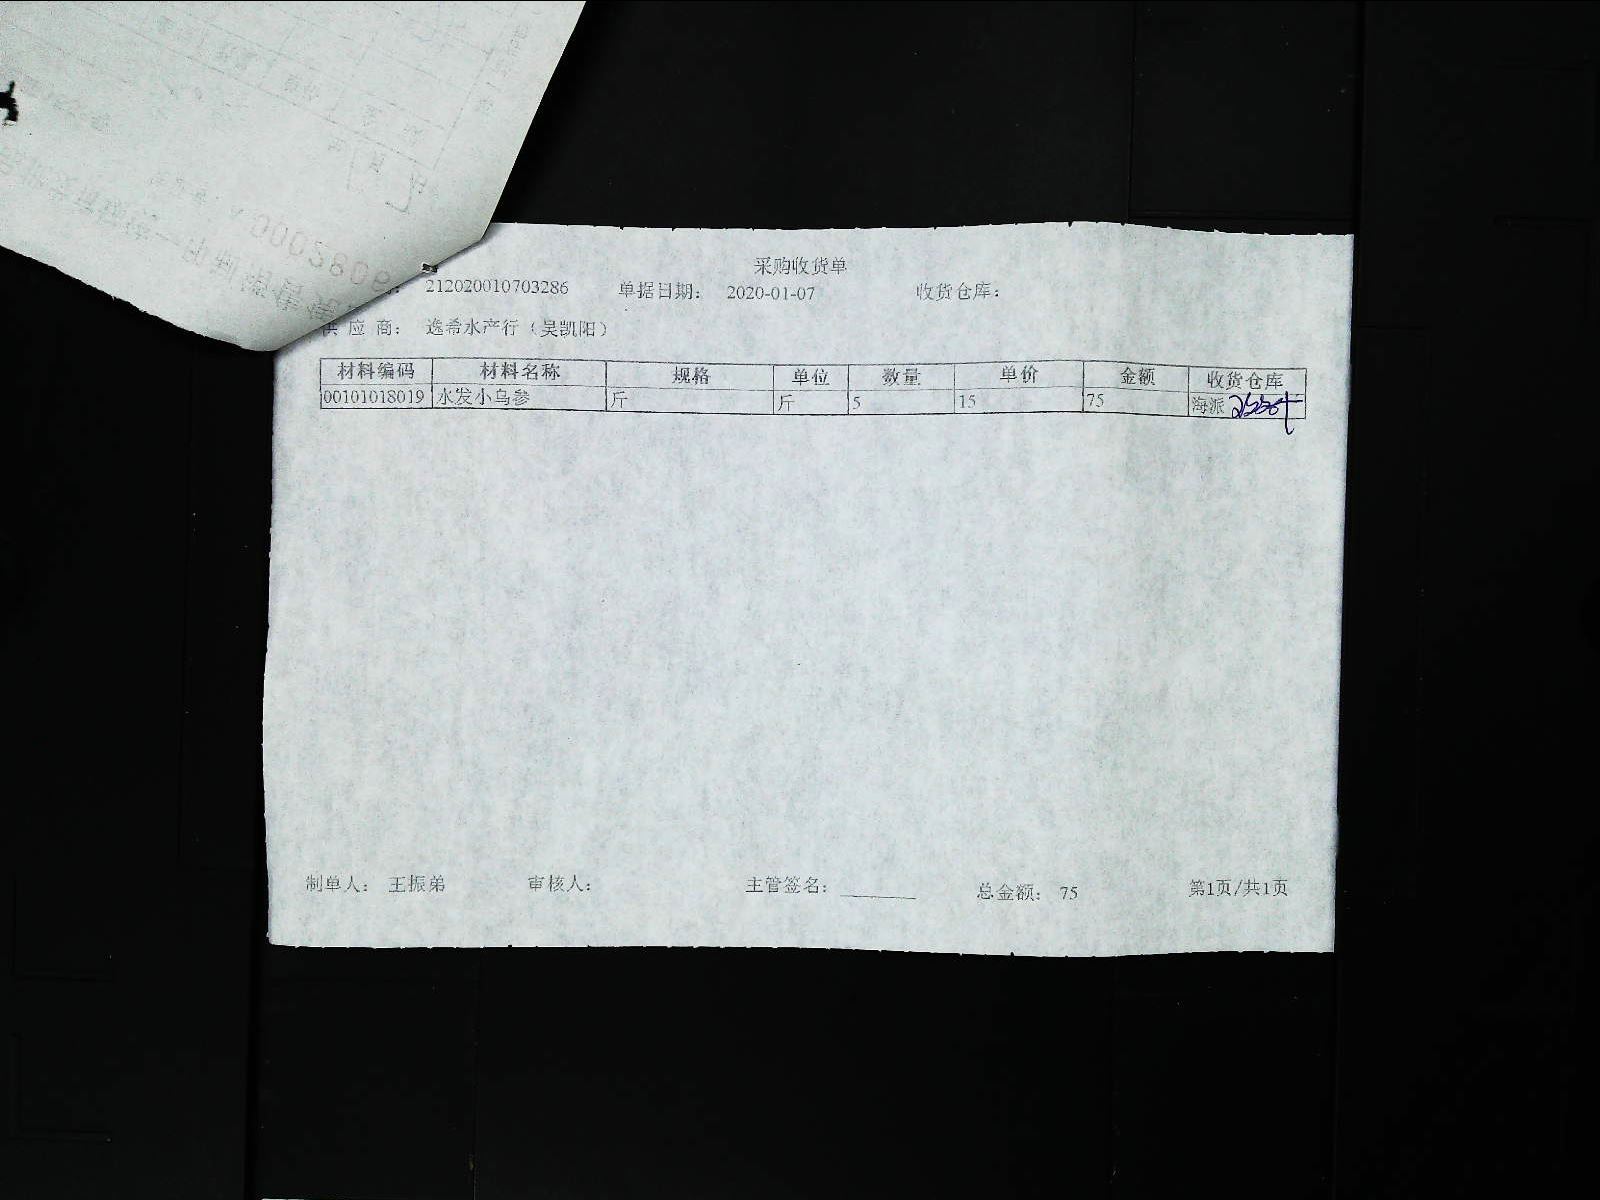 采购收货单
212020010703286 单据日期： 2020-01-07 收货仓库：
供 应 商： 逸希水产行（吴凯阳）
材料编码 材料名称 规格 单位 数量 单价 金额 收货仓库
00101018019 水发小乌参 斤 斤 5 15 75 海派
制单人： 王振弟 审核人： 主管签名： 总金额： 75 第1页/共1页